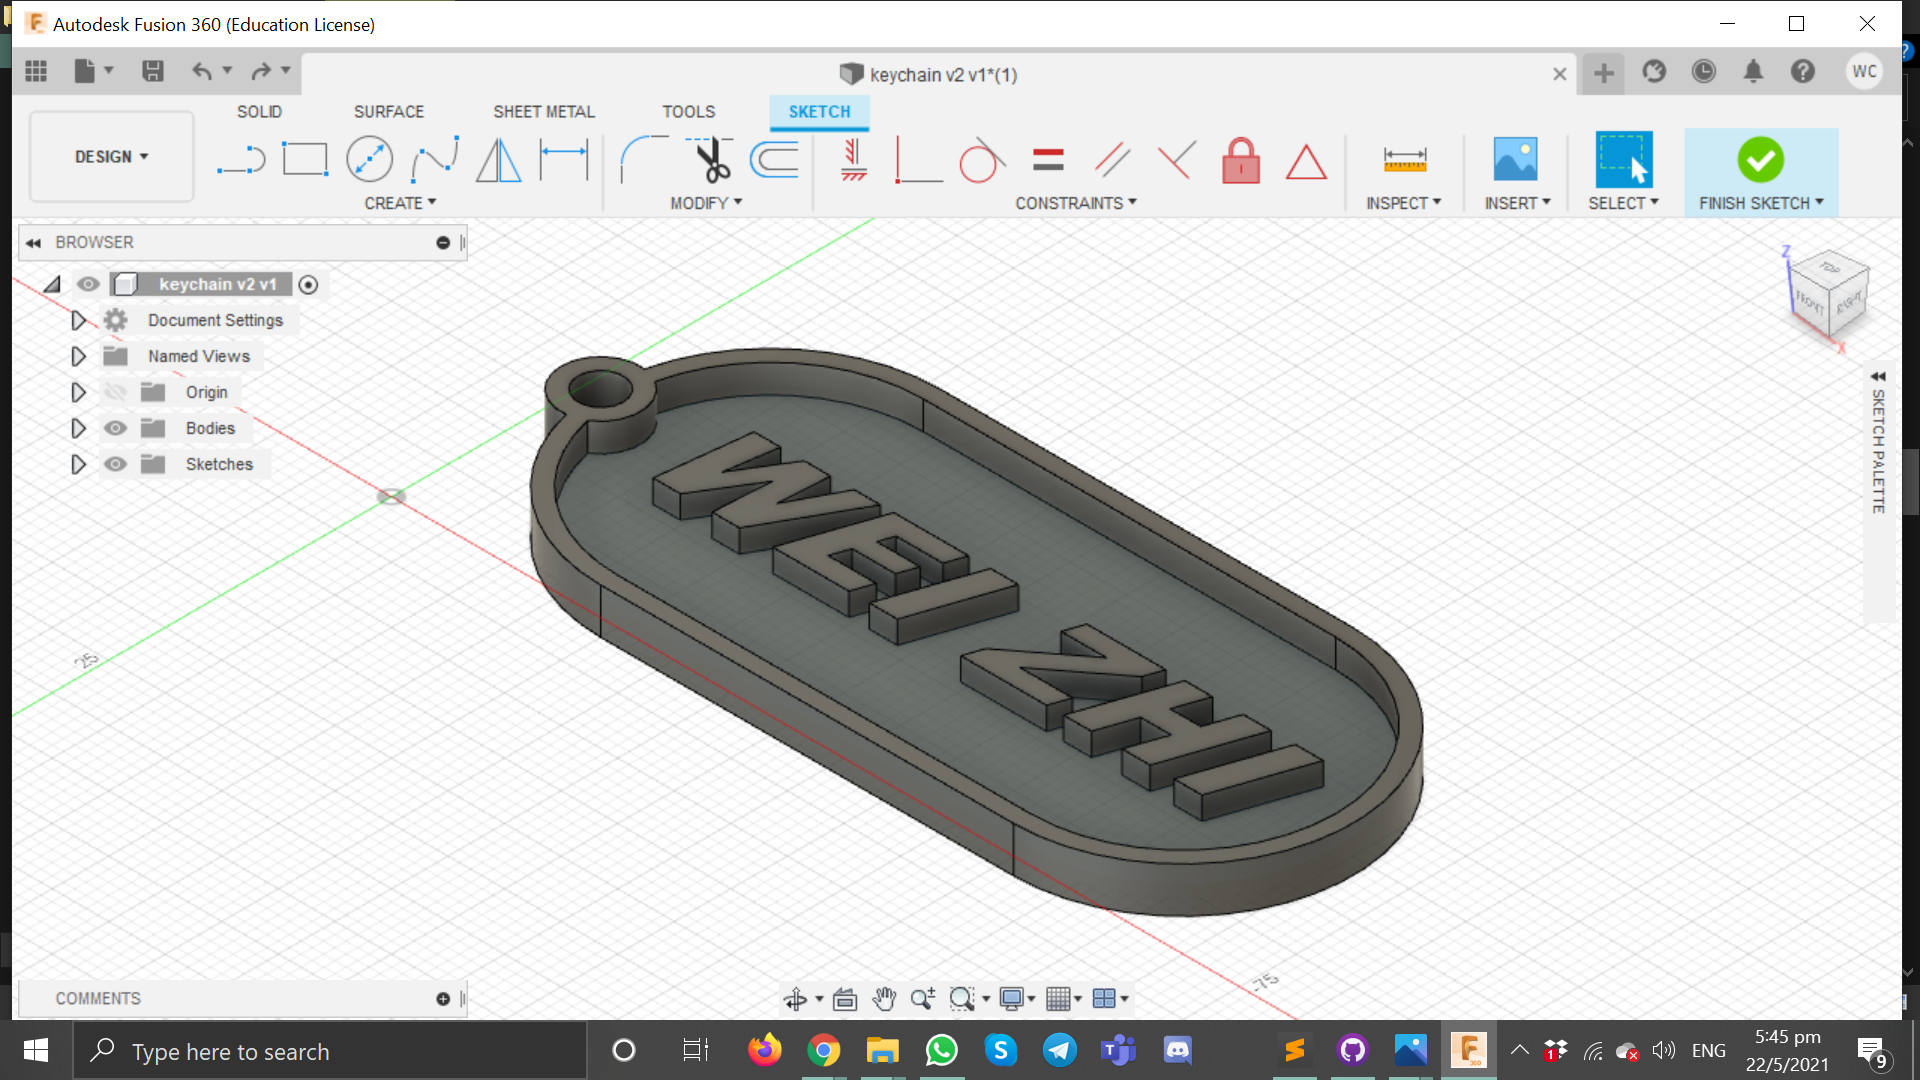 Autodesk Fusion 360 (Education License)
keychain v2 v1*(1)
WC
SOLID SURFACE SHEET METAL TOOLS SKETCH
DESIGN
CREATE MODIFY CONSTRAINTS INSPECT INSERT SELECT FINISH SKETCH
BROWSER
keychain v2 v1
Document Settings
Named Views
Origin
Bodies
Sketches
Z
TOP
FRONT
RIGHT
X
SKETCH PALETTE
WEI ZHI
25
75
COMMENTS
Type here to search
1
ENG
5:45 pm
22/5/2021
9